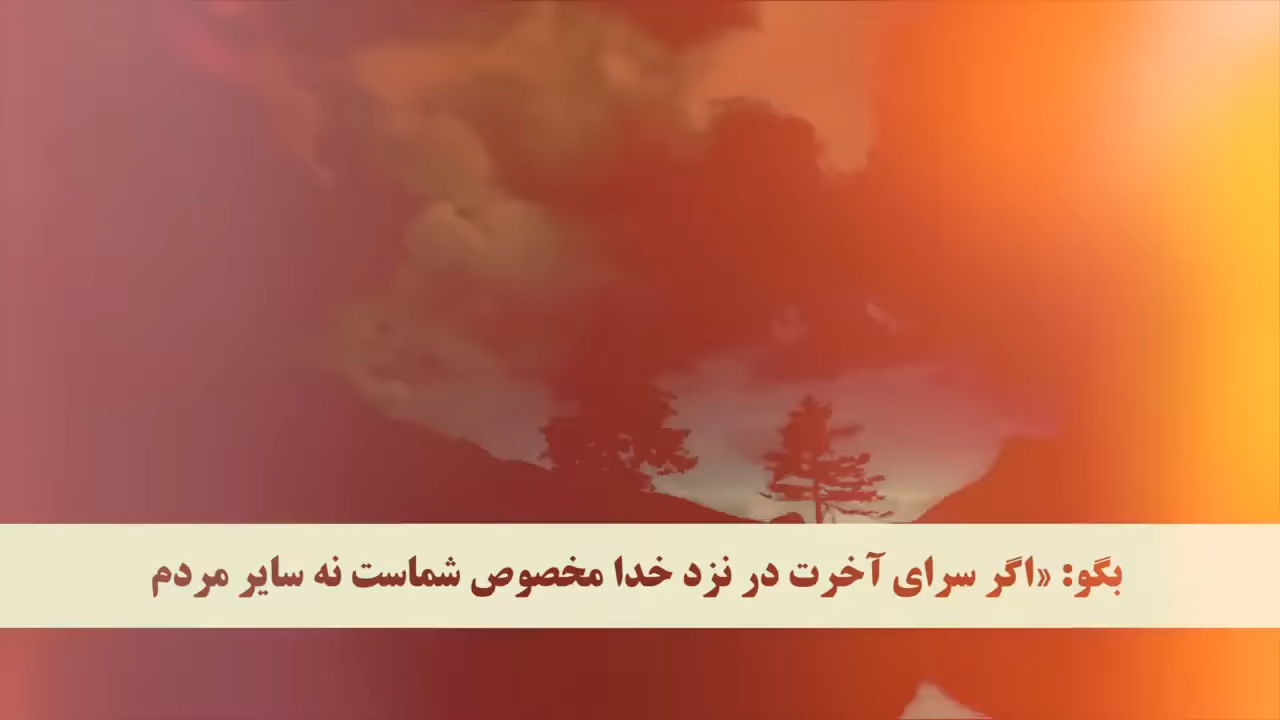 بگو: «اگر سرای آخرت در نزد خدا مخصوص شماست نه سایر مردم